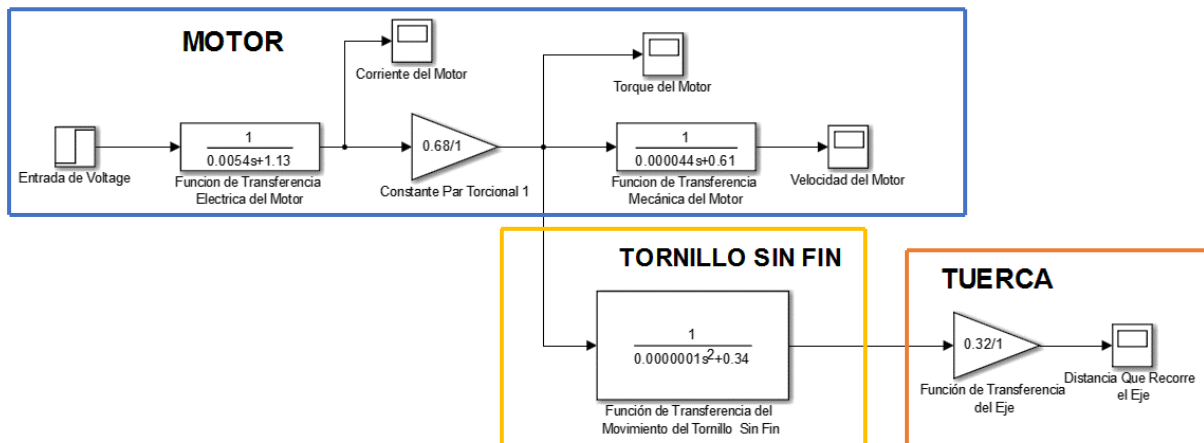 MOTOR
Corriente del Motor
Torque del Motor
Entrada de Voltage
1
0.0054s+1.13
Funcion de Transferencia
Electrica del Motor
0.68/1
Constante Par Torcional 1
1
0.000044s+0.61
Funcion de Transferencia
Mecánica del Motor
Velocidad del Motor
TORNILLO SIN FIN
1
0.0000001s²+0.34
Función de Transferencia del
Movimiento del Tornillo Sin Fin
TUERCA
0.32/1
Función de Transferencia
del Eje
Distancia Que Recorre
el Eje